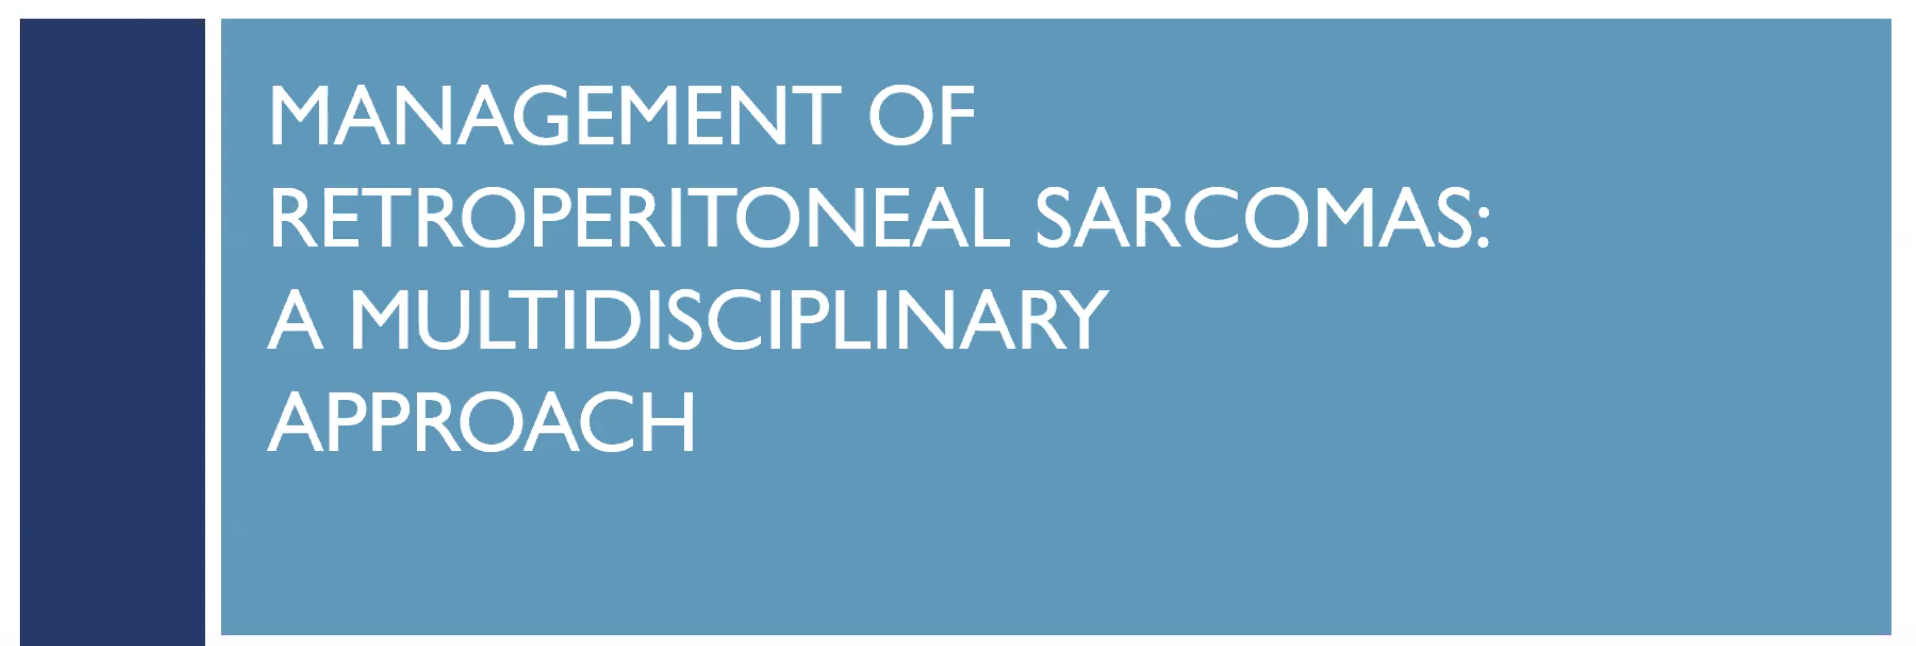 MANAGEMENT OF
RETROPERITONEAL SARCOMAS:
A MULTIDISCIPLINARY
APPROACH